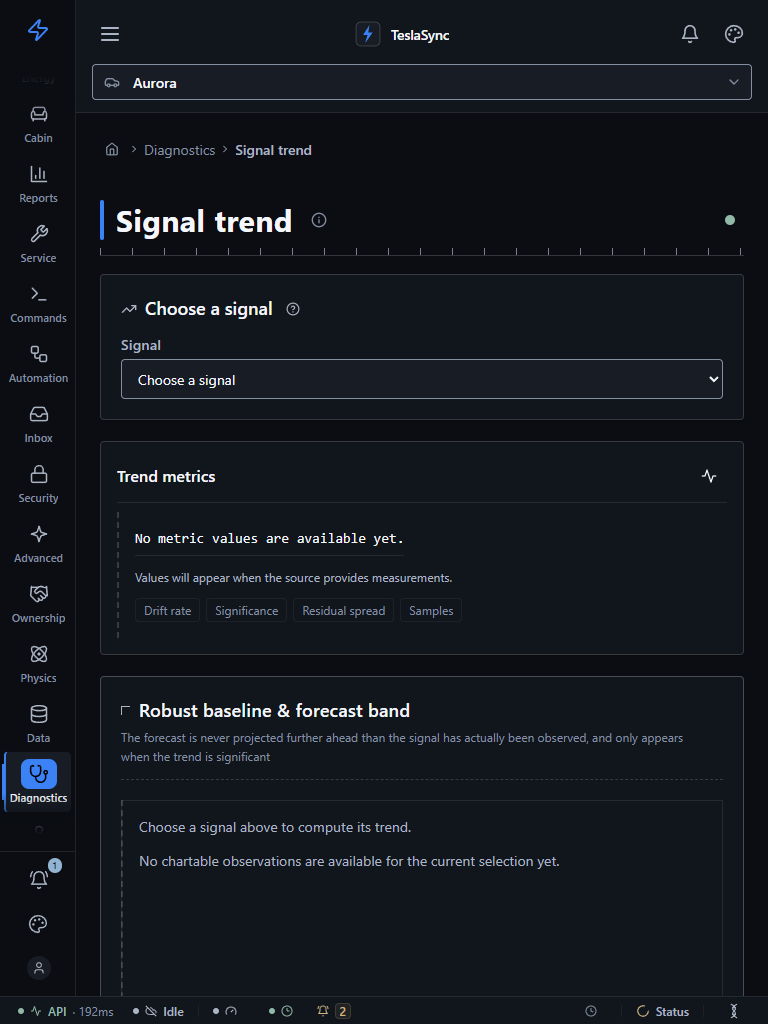 TeslaSync
Aurora
Cabin
Reports
Service
Commands
Automation
Inbox
Security
Advanced
Ownership
Physics
Data
Diagnostics
1
Diagnostics
Signal trend
Signal trend
Choose a signal
Signal
Choose a signal
Trend metrics
No metric values are available yet.
Values will appear when the source provides measurements.
Drift rate Significance Residual spread Samples
Robust baseline & forecast band
The forecast is never projected further ahead than the signal has actually been observed, and only appears
when the trend is significant
Choose a signal above to compute its trend.
No chartable observations are available for the current selection yet.
API · 192ms Idle 2 Status